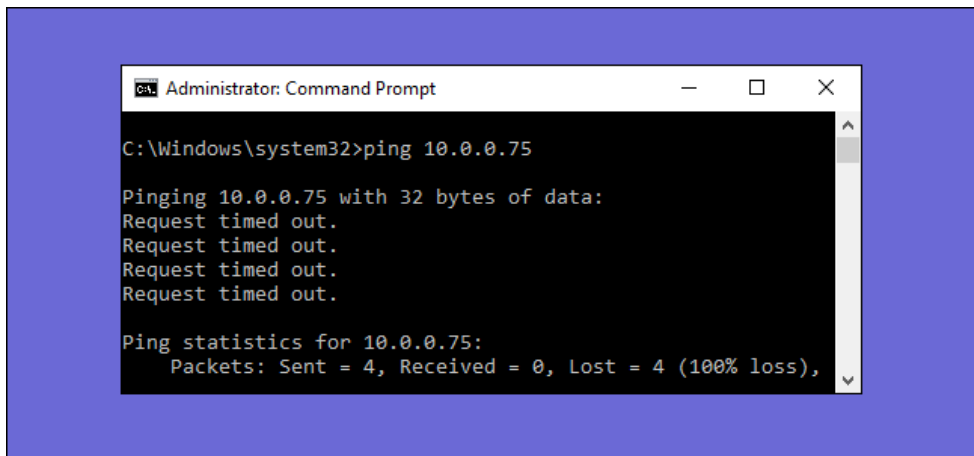 Administrator: Command Prompt
C:\Windows\system32>ping 10.0.0.75
Pinging 10.0.0.75 with 32 bytes of data:
Request timed out.
Request timed out.
Request timed out.
Request timed out.
Ping statistics for 10.0.0.75:
Packets: Sent = 4, Received = 0, Lost = 4 (100% loss),